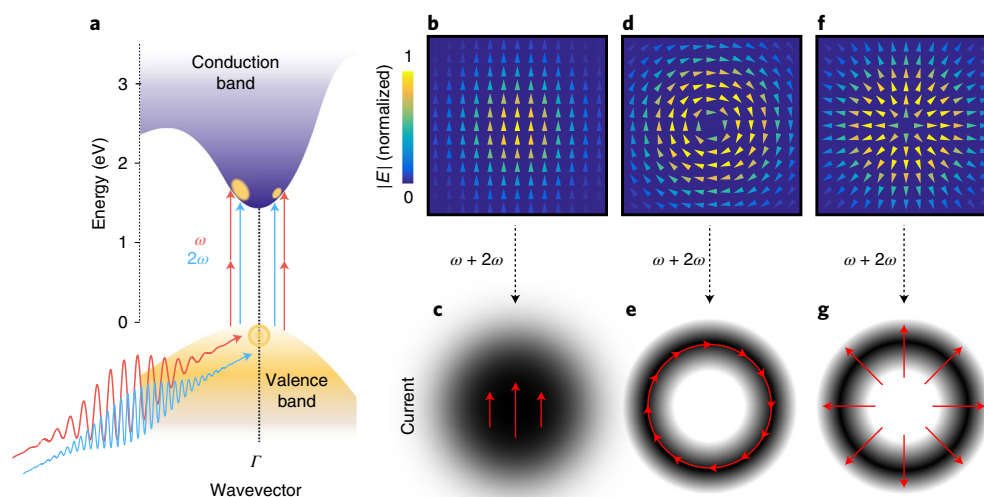 a
Conduction
band
Energy (eV)
3
2
1
0
ω
2ω
Valence
band
Γ
Wavevector
b
d
f
|E| (normalized)
1
0
ω + 2ω
ω + 2ω
ω + 2ω
c
e
g
Current